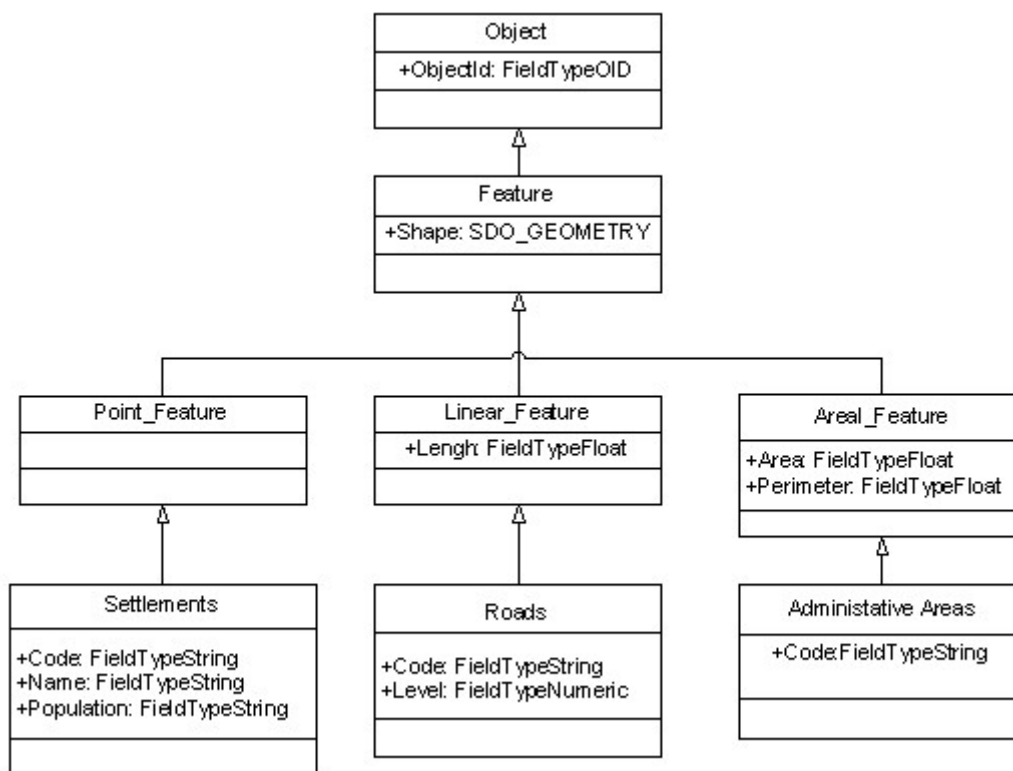 Object
+ObjectId: FieldTypeOID
Feature
+Shape: SDO_GEOMETRY
Point_Feature
Linear_Feature
+Lengh: FieldTypeFloat
Areal_Feature
+Area: FieldTypeFloat
+Perimeter: FieldTypeFloat
Settlements
+Code: FieldTypeString
+Name: FieldTypeString
+Population: FieldTypeString
Roads
+Code: FieldTypeString
+Level: FieldTypeNumeric
Administative Areas
+Code:FieldTypeString